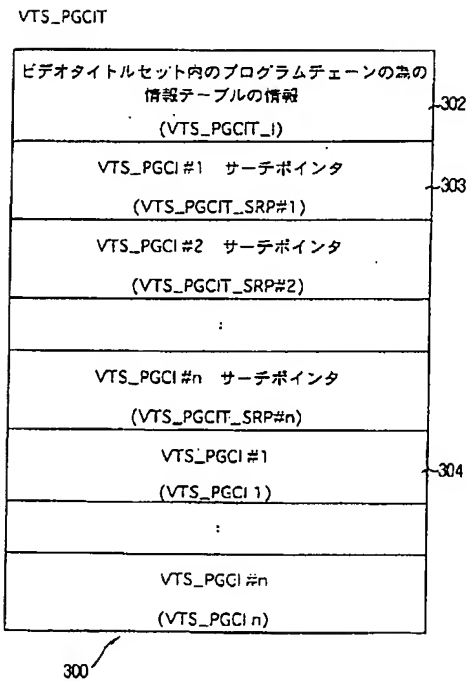 VTS_PGCIT
ビデオタイトルセット内のプログラムチェーンの為の
情報テーブルの情報
(VTS_PGCIT_I)
302
VTS_PGCI #1 サーチポインタ
303
(VTS_PGCIT_SRP#1)
VTS_PGCI #2 サーチポインタ
(VTS_PGCIT_SRP#2)
:
VTS_PGCI #n サーチポインタ
(VTS_PGCIT_SRP#n)
VTS_PGCI #1
304
(VTS_PGCI 1)
:
VTS_PGCI #n
(VTS_PGCI n)
300